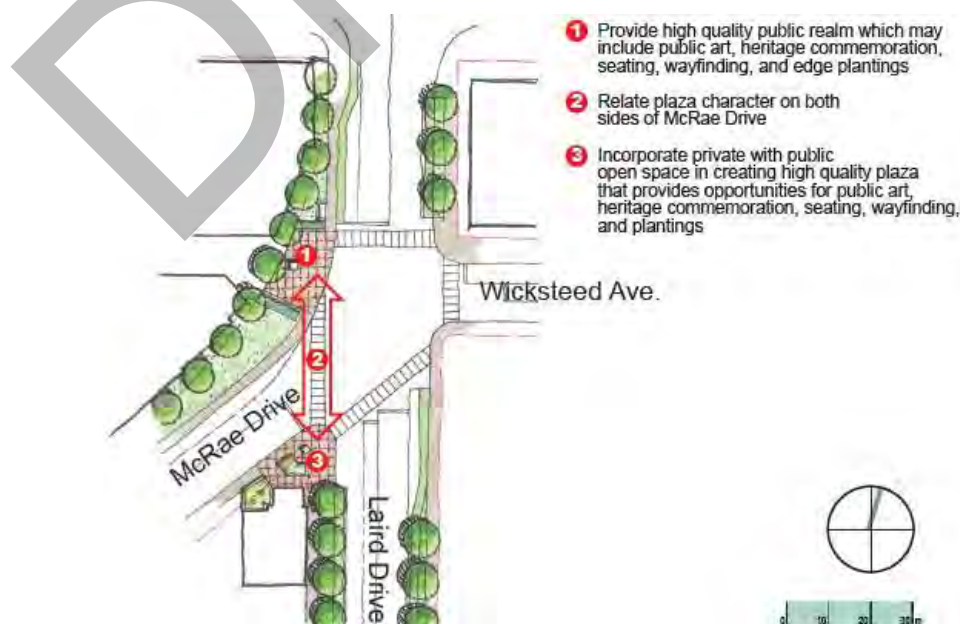 1 Provide high quality public realm which may
include public art, heritage commemoration,
seating, wayfinding, and edge plantings
2 Relate plaza character on both
sides of McRae Drive
3 Incorporate private with public
open space in creating high quality plaza
that provides opportunities for public art,
heritage commemoration, seating, wayfinding,
and plantings
1
Wicksteed Ave.
2
McRae Drive
3
Laird Drive
0 10 20 30 m